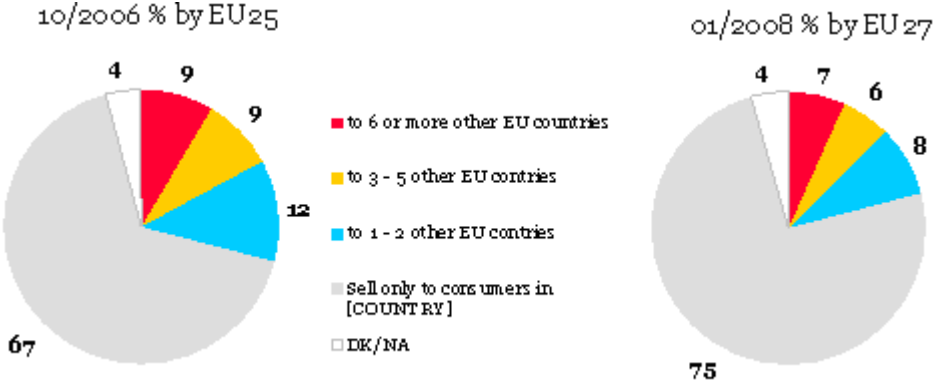 10/2006 % by EU25
01/2008 % by EU27
4
9
9
12
67
to 6 or more other EU countries
to 3 - 5 other EU contries
to 1 - 2 other EU contries
Sell only to consumers in
[COUNTRY]
DK/NA
4
7
6
8
75